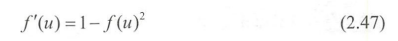 f'(u) = 1 − f(u)² (2.47)